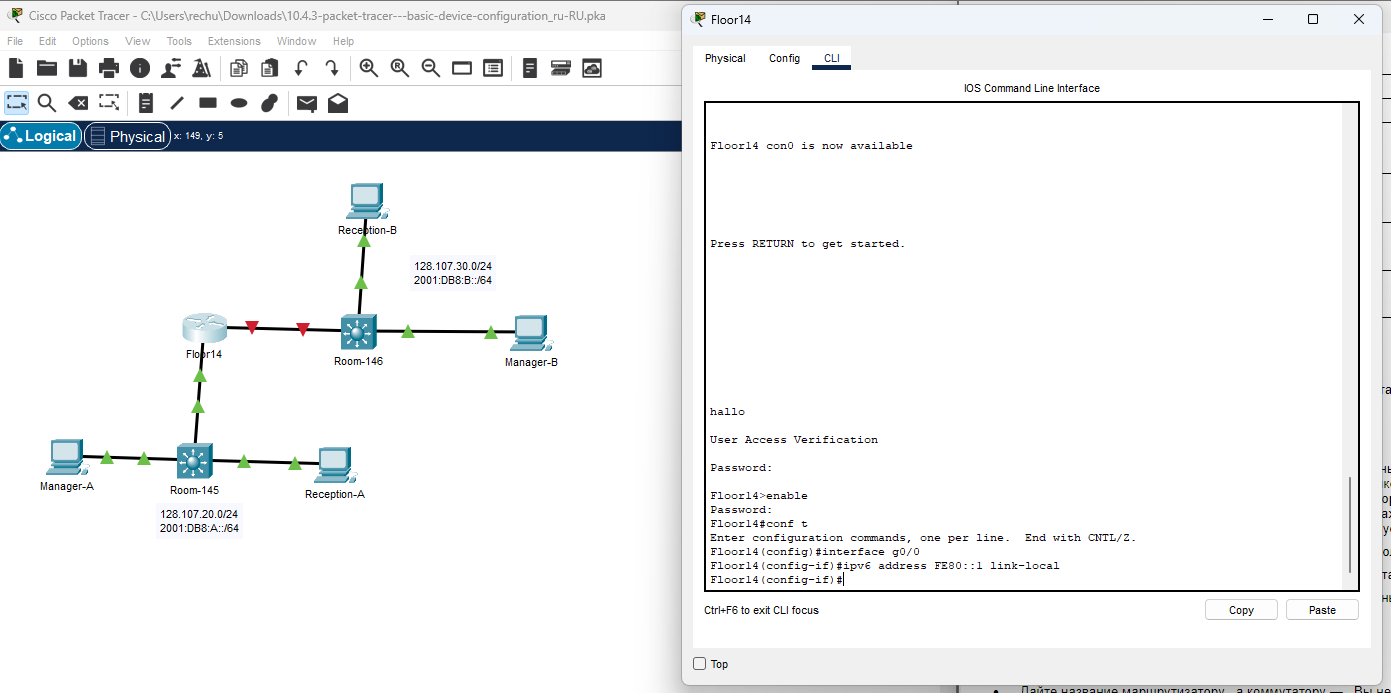 Cisco Packet Tracer - C:\Users\rechu\Downloads\10.4.3-packet-tracer---basic-device-configuration_ru-RU.pka
File Edit Options View Tools Extensions Window Help
Logical Physical x: 149, y: 5
Reception-B
128.107.30.0/24
2001:DB8:B::/64
Floor14
Room-146
Manager-B
Manager-A
Room-145
Reception-A
128.107.20.0/24
2001:DB8:A::/64
Floor14
Physical Config CLI
IOS Command Line Interface
Floor14 con0 is now available
Press RETURN to get started.
hallo
User Access Verification
Password:
Floor14>enable
Password:
Floor14#conf t
Enter configuration commands, one per line.  End with CNTL/Z.
Floor14(config)#interface g0/0
Floor14(config-if)#ipv6 address FE80::1 link-local
Floor14(config-if)#
Ctrl+F6 to exit CLI focus
Copy Paste
Top
Дайте название маршрутизатору , а коммутатору — . Вы не